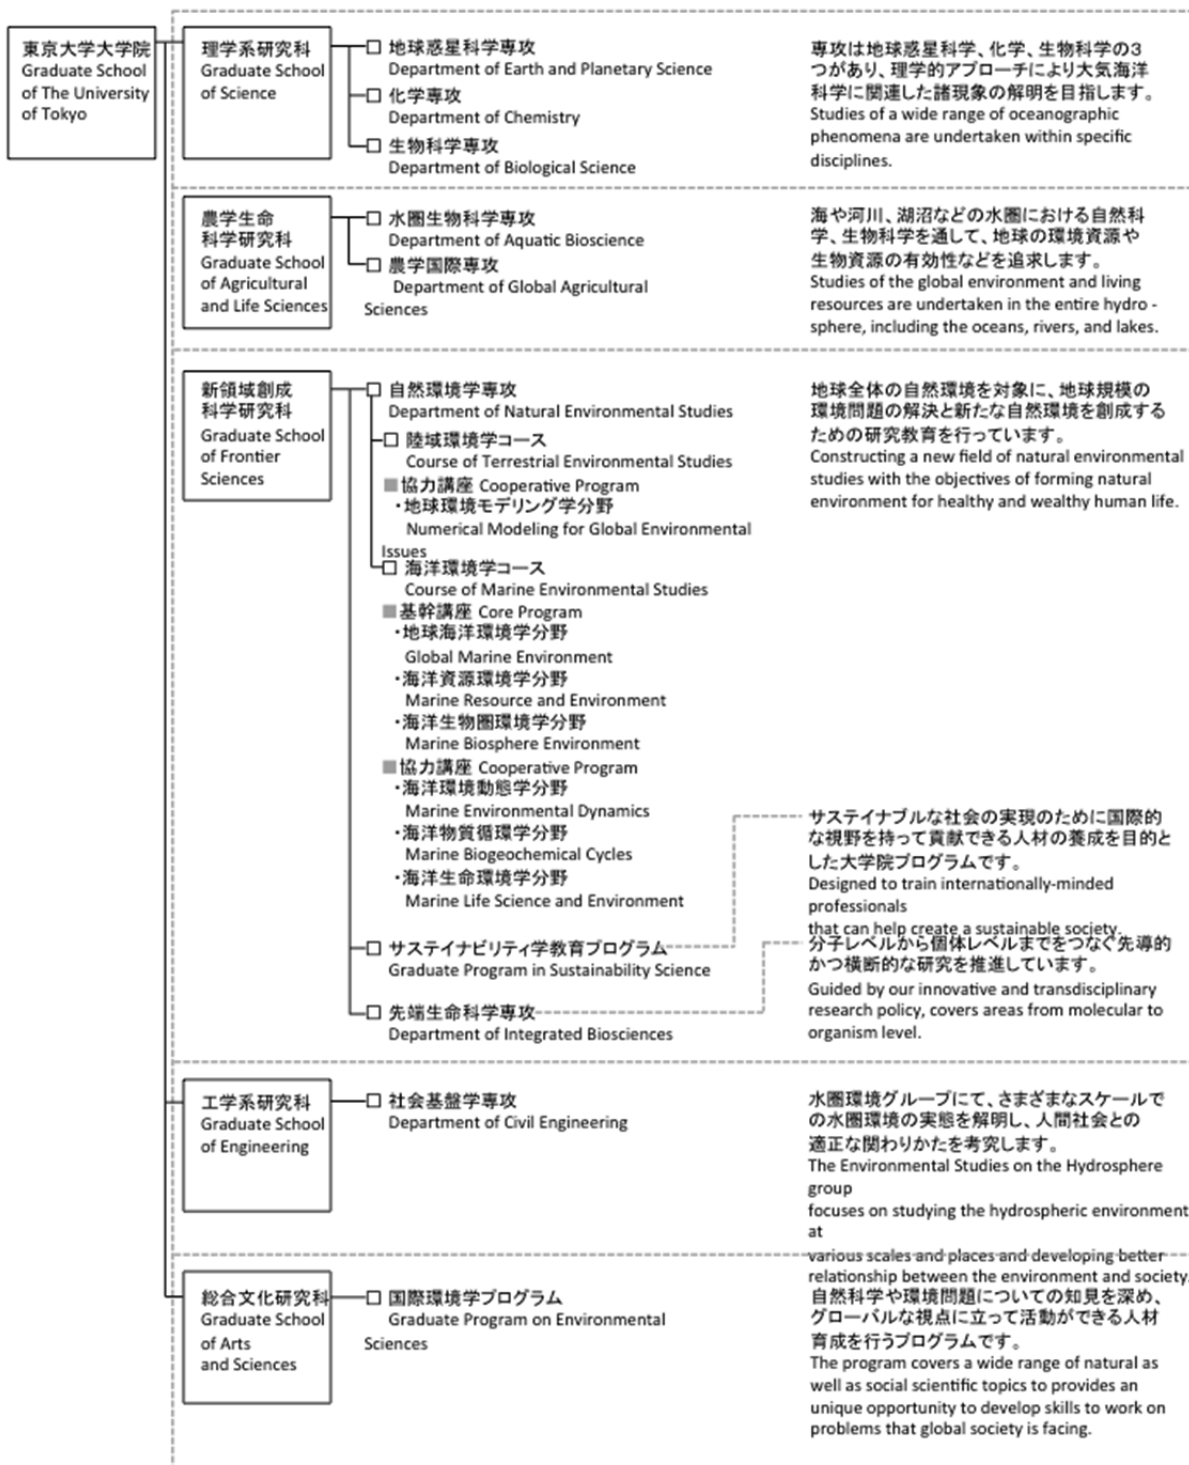 東京大学大学院
Graduate School
of The University
of Tokyo
理学系研究科
Graduate School
of Science
地球惑星科学専攻
Department of Earth and Planetary Science
化学専攻
Department of Chemistry
生物科学専攻
Department of Biological Science
専攻は地球惑星科学、化学、生物科学の３
つがあり、理学的アプローチにより大気海洋
科学に関連した諸現象の解明を目指します。
Studies of a wide range of oceanographic
phenomena are undertaken within specific
disciplines.
農学生命
科学研究科
Graduate School
of Agricultural
and Life Sciences
水圏生物科学専攻
Department of Aquatic Bioscience
農学国際専攻
Department of Global Agricultural
Sciences
海や河川、湖沼などの水圏における自然科
学、生物科学を通して、地球の環境資源や
生物資源の有効性などを追求します。
Studies of the global environment and living
resources are undertaken in the entire hydro -
sphere, including the oceans, rivers, and lakes.
新領域創成
科学研究科
Graduate School
of Frontier
Sciences
自然環境学専攻
Department of Natural Environmental Studies
陸域環境学コース
Course of Terrestrial Environmental Studies
協力講座 Cooperative Program
・地球環境モデリング学分野
Numerical Modeling for Global Environmental
Issues
海洋環境学コース
Course of Marine Environmental Studies
基幹講座 Core Program
・地球海洋環境学分野
Global Marine Environment
・海洋資源環境学分野
Marine Resource and Environment
・海洋生物圏環境学分野
Marine Biosphere Environment
協力講座 Cooperative Program
・海洋環境動態学分野
Marine Environmental Dynamics
・海洋物質循環学分野
Marine Biogeochemical Cycles
・海洋生命環境学分野
Marine Life Science and Environment
サステイナビリティ学教育プログラム
Graduate Program in Sustainability Science
先端生命科学専攻
Department of Integrated Biosciences
地球全体の自然環境を対象に、地球規模の
環境問題の解決と新たな自然環境を創成する
ための研究教育を行っています。
Constructing a new field of natural environmental
studies with the objectives of forming natural
environment for healthy and wealthy human life.
サステイナブルな社会の実現のために国際的
な視野を持って貢献できる人材の養成を目的と
した大学院プログラムです。
Designed to train internationally-minded
professionals
that can help create a sustainable society.
分子レベルから個体レベルまでをつなぐ先導的
かつ横断的な研究を推進しています。
Guided by our innovative and transdisciplinary
research policy, covers areas from molecular to
organism level.
工学系研究科
Graduate School
of Engineering
社会基盤学専攻
Department of Civil Engineering
水圏環境グループにて、さまざまなスケールで
の水圏環境の実態を解明し、人間社会との
適正な関わりかたを考究します。
The Environmental Studies on the Hydrosphere
group
focuses on studying the hydrospheric environment
at
various scales and places and developing better
relationship between the environment and society.
総合文化研究科
Graduate School
of Arts
and Sciences
国際環境学プログラム
Graduate Program on Environmental
Sciences
自然科学や環境問題についての知見を深め、
グローバルな視点に立って活動ができる人材
育成を行うプログラムです。
The program covers a wide range of natural as
well as social scientific topics to provides an
unique opportunity to develop skills to work on
problems that global society is facing.